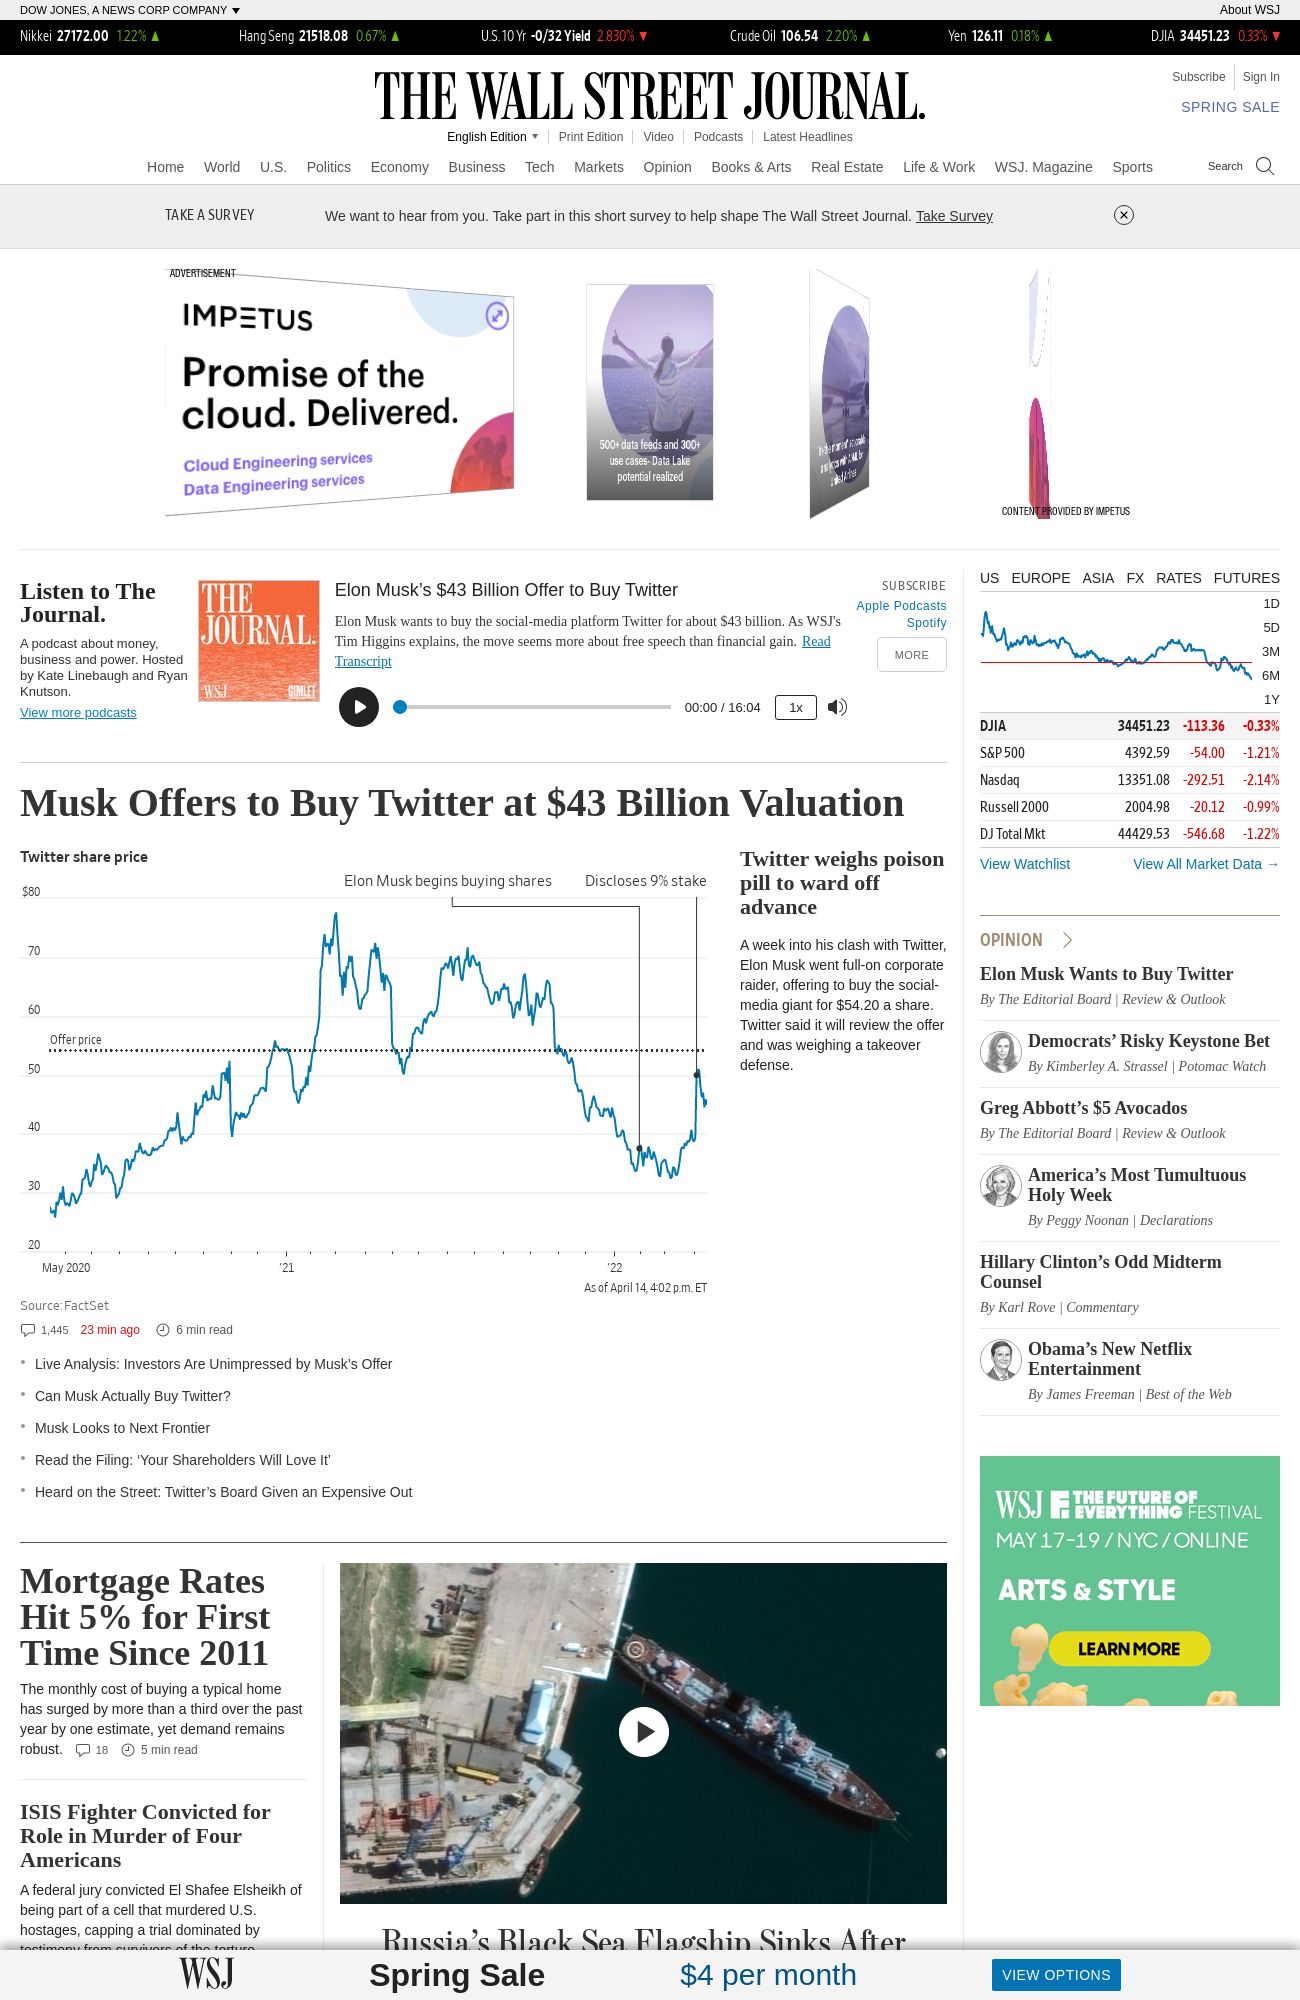 DOW JONES, A NEWS CORP COMPANY
About WSJ
Nikkei 27172.00 1.22%
Hang Seng 21518.08 0.67%
U.S. 10 Yr -0/32 Yield 2.830%
Crude Oil 106.54 2.20%
Yen 126.11 0.18%
DJIA 34451.23 0.33%
THE WALL STREET JOURNAL.
Subscribe
Sign In
SPRING SALE
English Edition
Print Edition
Video
Podcasts
Latest Headlines
Home World U.S. Politics Economy Business Tech Markets Opinion Books & Arts Real Estate Life & Work WSJ. Magazine Sports
Search
TAKE A SURVEY
We want to hear from you. Take part in this short survey to help shape The Wall Street Journal. Take Survey
ADVERTISEMENT
IMPETUS
Promise of the
cloud. Delivered.
Cloud Engineering services
Data Engineering services
500+ data feeds and 300+
use cases- Data Lake
potential realized
United Airlines
CONTENT PROVIDED BY IMPETUS
Listen to The
Journal.
A podcast about money,
business and power. Hosted
by Kate Linebaugh and Ryan
Knutson.
View more podcasts
THE
JOURNAL.
WSJ
GIMLET
Elon Musk’s $43 Billion Offer to Buy Twitter
Elon Musk wants to buy the social-media platform Twitter for about $43 billion. As WSJ's
Tim Higgins explains, the move seems more about free speech than financial gain. Read
Transcript
00:00 / 16:04
1x
SUBSCRIBE
Apple Podcasts
Spotify
MORE
US EUROPE ASIA FX RATES FUTURES
1D
5D
3M
6M
1Y
DJIA 34451.23 -113.36 -0.33%
S&P 500 4392.59 -54.00 -1.21%
Nasdaq 13351.08 -292.51 -2.14%
Russell 2000 2004.98 -20.12 -0.99%
DJ Total Mkt 44429.53 -546.68 -1.22%
View Watchlist
View All Market Data →
Musk Offers to Buy Twitter at $43 Billion Valuation
Twitter share price
Elon Musk begins buying shares
Discloses 9% stake
$80
70
60
Offer price
50
40
30
20
May 2020
’21
’22
As of April 14, 4:02 p.m. ET
Source: FactSet
1,445
23 min ago
6 min read
Twitter weighs poison
pill to ward off
advance
A week into his clash with Twitter,
Elon Musk went full-on corporate
raider, offering to buy the social-
media giant for $54.20 a share.
Twitter said it will review the offer
and was weighing a takeover
defense.
Live Analysis: Investors Are Unimpressed by Musk’s Offer
Can Musk Actually Buy Twitter?
Musk Looks to Next Frontier
Read the Filing: ‘Your Shareholders Will Love It’
Heard on the Street: Twitter’s Board Given an Expensive Out
OPINION
Elon Musk Wants to Buy Twitter
By The Editorial Board | Review & Outlook
Democrats’ Risky Keystone Bet
By Kimberley A. Strassel | Potomac Watch
Greg Abbott’s $5 Avocados
By The Editorial Board | Review & Outlook
America’s Most Tumultuous
Holy Week
By Peggy Noonan | Declarations
Hillary Clinton’s Odd Midterm
Counsel
By Karl Rove | Commentary
Obama’s New Netflix
Entertainment
By James Freeman | Best of the Web
WSJ THE FUTURE OF
EVERYTHING FESTIVAL
MAY 17-19 / NYC / ONLINE
ARTS & STYLE
LEARN MORE
Mortgage Rates
Hit 5% for First
Time Since 2011
The monthly cost of buying a typical home
has surged by more than a third over the past
year by one estimate, yet demand remains
robust.
18
5 min read
ISIS Fighter Convicted for
Role in Murder of Four
Americans
A federal jury convicted El Shafee Elsheikh of
being part of a cell that murdered U.S.
hostages, capping a trial dominated by
testimony from survivors of the torture
Russia’s Black Sea Flagship Sinks After
WSJ
Spring Sale
$4 per month
VIEW OPTIONS